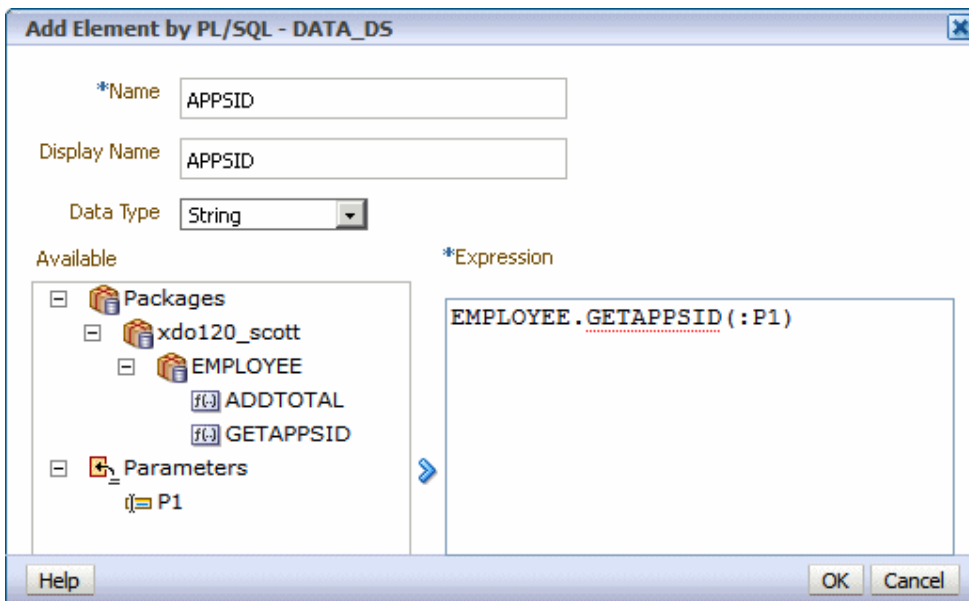 Add Element by PL/SQL - DATA_DS
*Name
APPSID
Display Name
APPSID
Data Type
String
Available
*Expression
Packages
xdo120_scott
EMPLOYEE
f(.) ADDTOTAL
f(.) GETAPPSID
Parameters
P1
EMPLOYEE.GETAPPSID(:P1)
Help
OK
Cancel